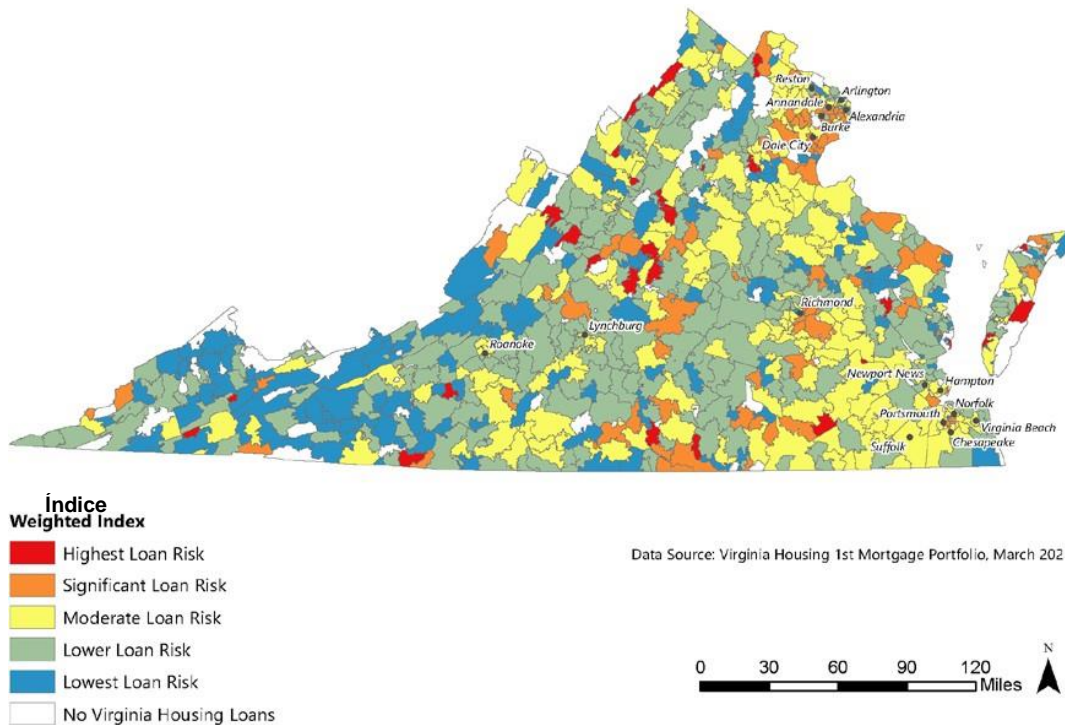 Reston
Arlington
Annandale
Alexandria
Burke
Dale City
Richmond
Lynchburg
Roanoke
Newport News
Hampton
Norfolk
Portsmouth
Virginia Beach
Suffolk
Chesapeake
Índice
Weighted Index
Highest Loan Risk
Significant Loan Risk
Moderate Loan Risk
Lower Loan Risk
Lowest Loan Risk
No Virginia Housing Loans
Data Source: Virginia Housing 1st Mortgage Portfolio, March 202
N
0 30 60 90 120
Miles